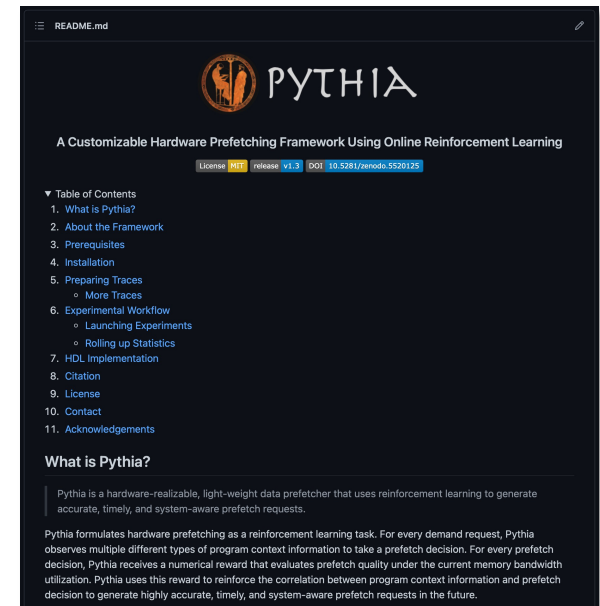 README.md
PYTHIA
A Customizable Hardware Prefetching Framework Using Online Reinforcement Learning
License MIT release v1.3 DOI 10.5281/zenodo.5520125
Table of Contents
1. What is Pythia?
2. About the Framework
3. Prerequisites
4. Installation
5. Preparing Traces
More Traces
6. Experimental Workflow
Launching Experiments
Rolling up Statistics
7. HDL Implementation
8. Citation
9. License
10. Contact
11. Acknowledgements
What is Pythia?
Pythia is a hardware-realizable, light-weight data prefetcher that uses reinforcement learning to generate
accurate, timely, and system-aware prefetch requests.
Pythia formulates hardware prefetching as a reinforcement learning task. For every demand request, Pythia
observes multiple different types of program context information to take a prefetch decision. For every prefetch
decision, Pythia receives a numerical reward that evaluates prefetch quality under the current memory bandwidth
utilization. Pythia uses this reward to reinforce the correlation between program context information and prefetch
decision to generate highly accurate, timely, and system-aware prefetch requests in the future.